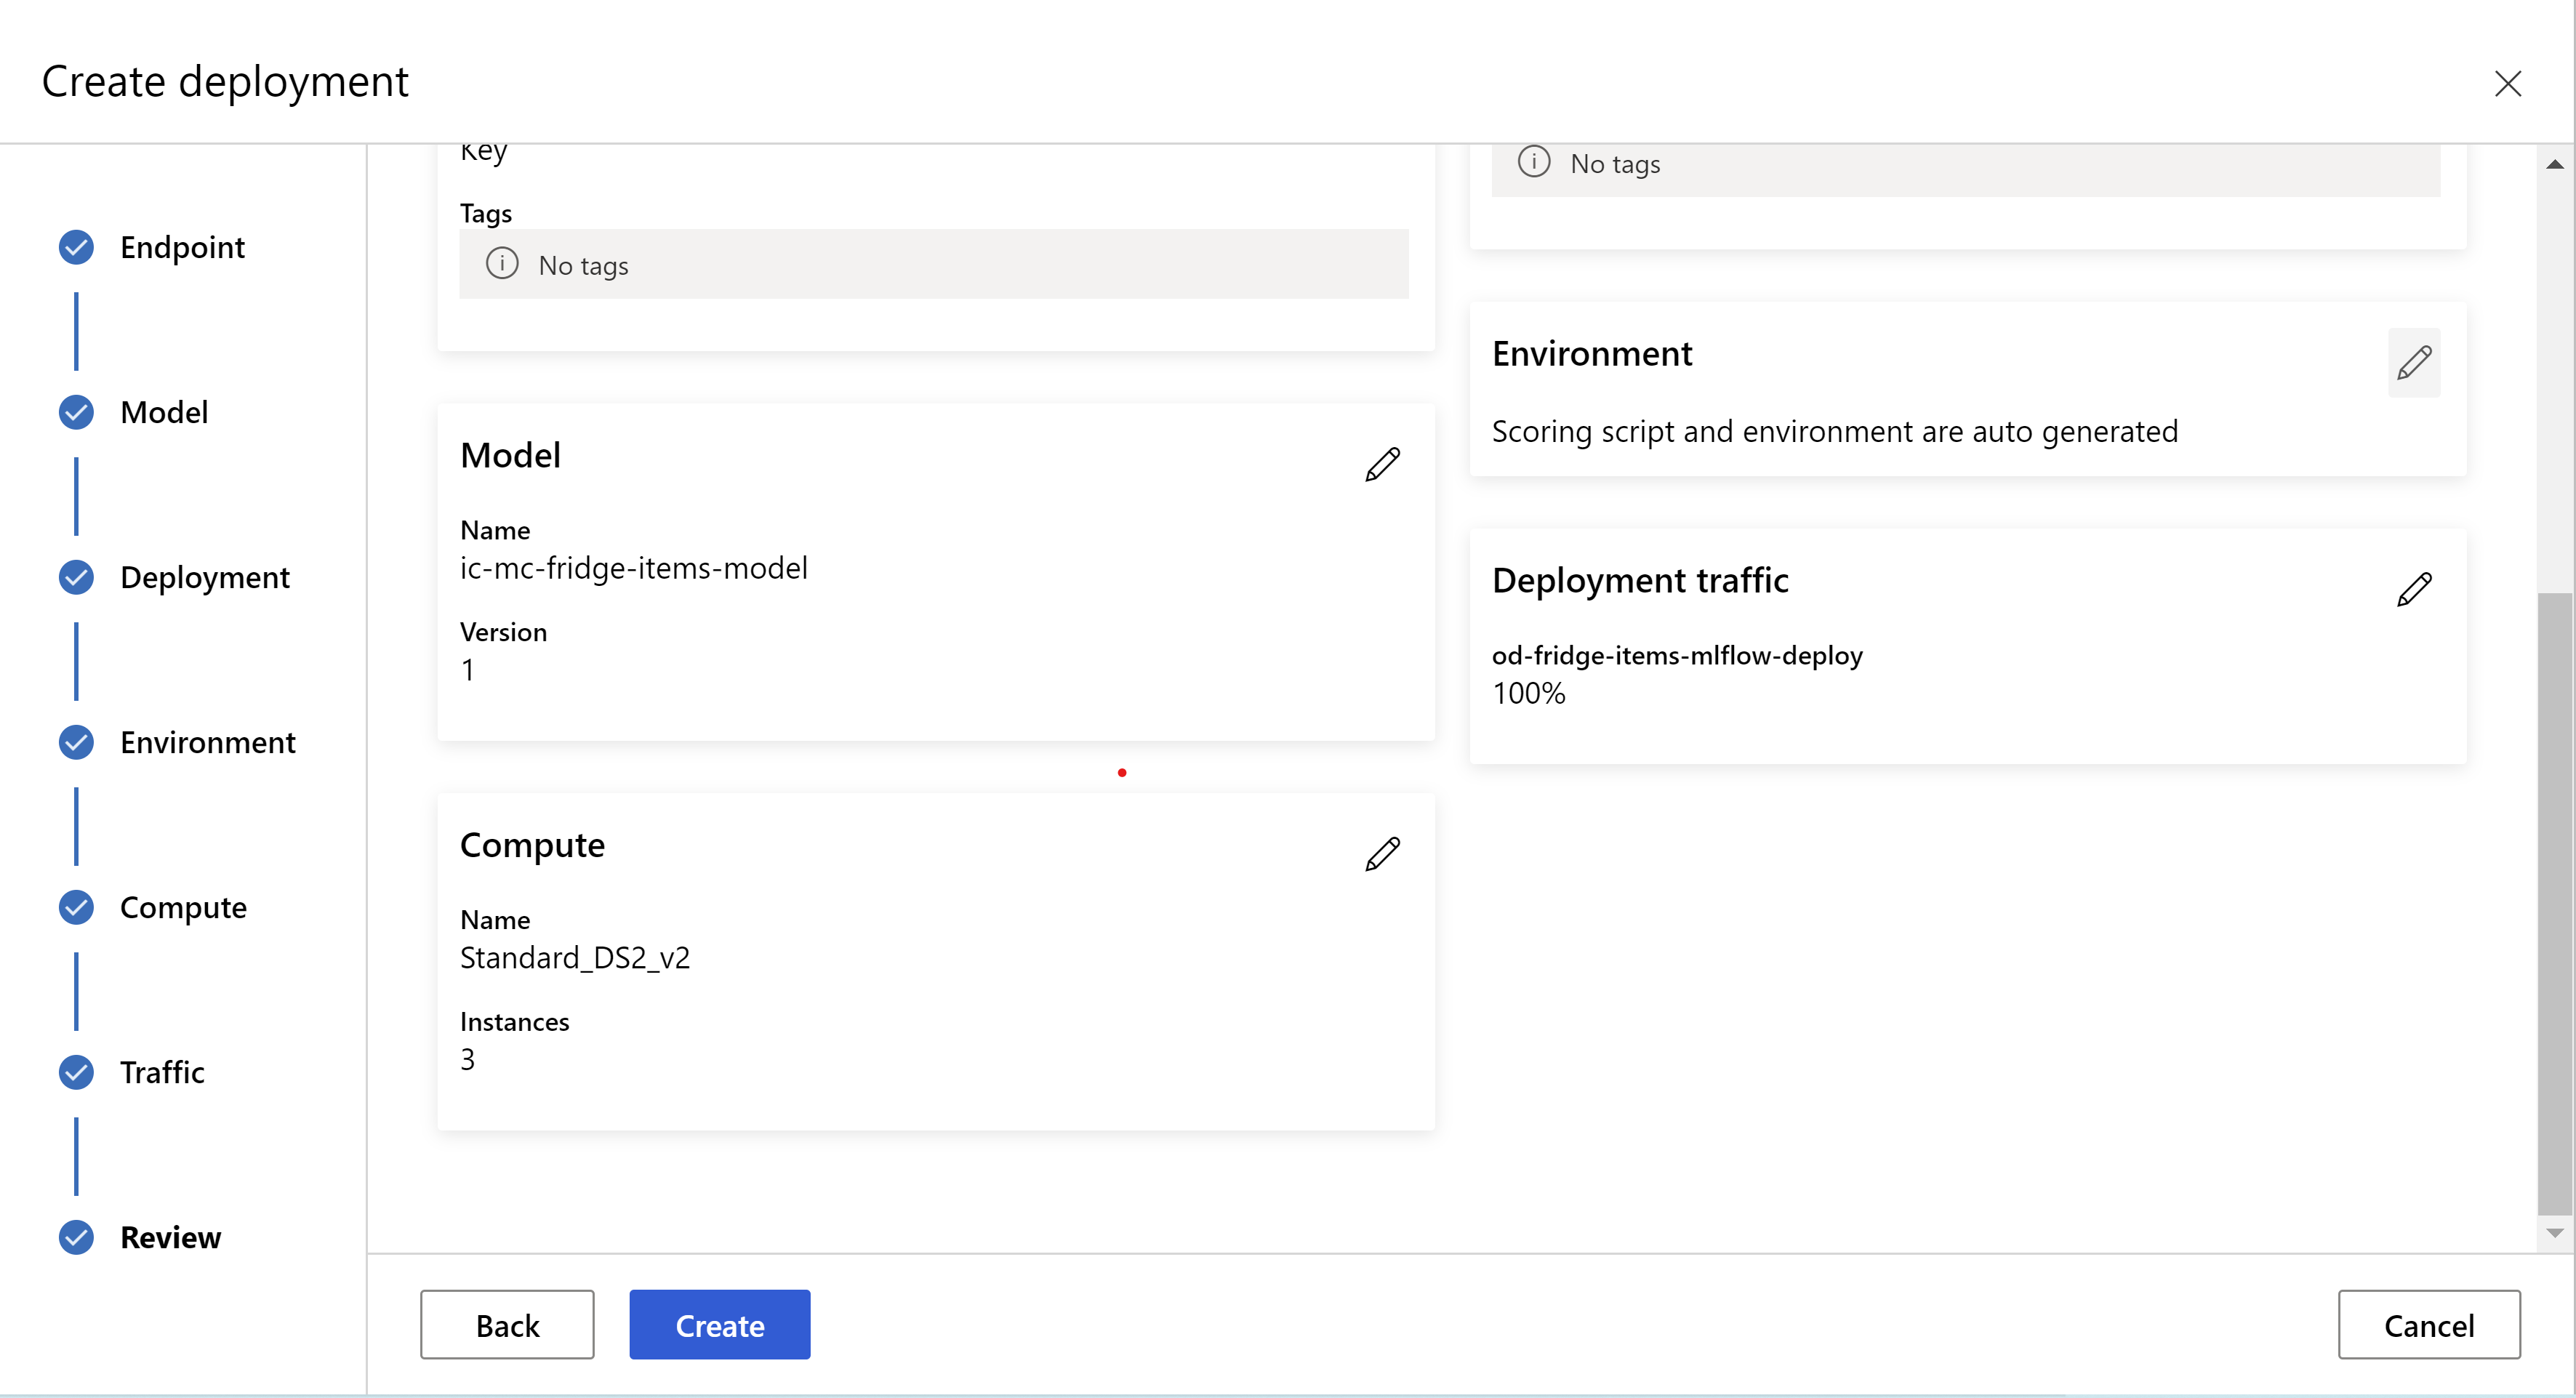 Create deployment
Endpoint
Model
Deployment
Environment
Compute
Traffic
Review
Key
Tags
No tags
Model
Name
ic-mc-fridge-items-model
Version
1
Compute
Name
Standard_DS2_v2
Instances
3
No tags
Environment
Scoring script and environment are auto generated
Deployment traffic
od-fridge-items-mlflow-deploy
100%
Back
Create
Cancel